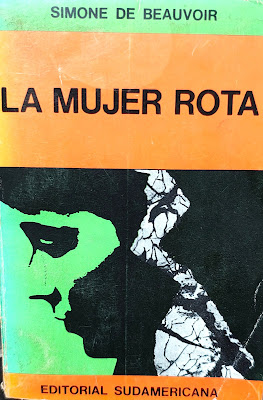 SIMONE DE BEAUVOIR
LA MUJER ROTA
EDITORIAL SUDAMERICANA